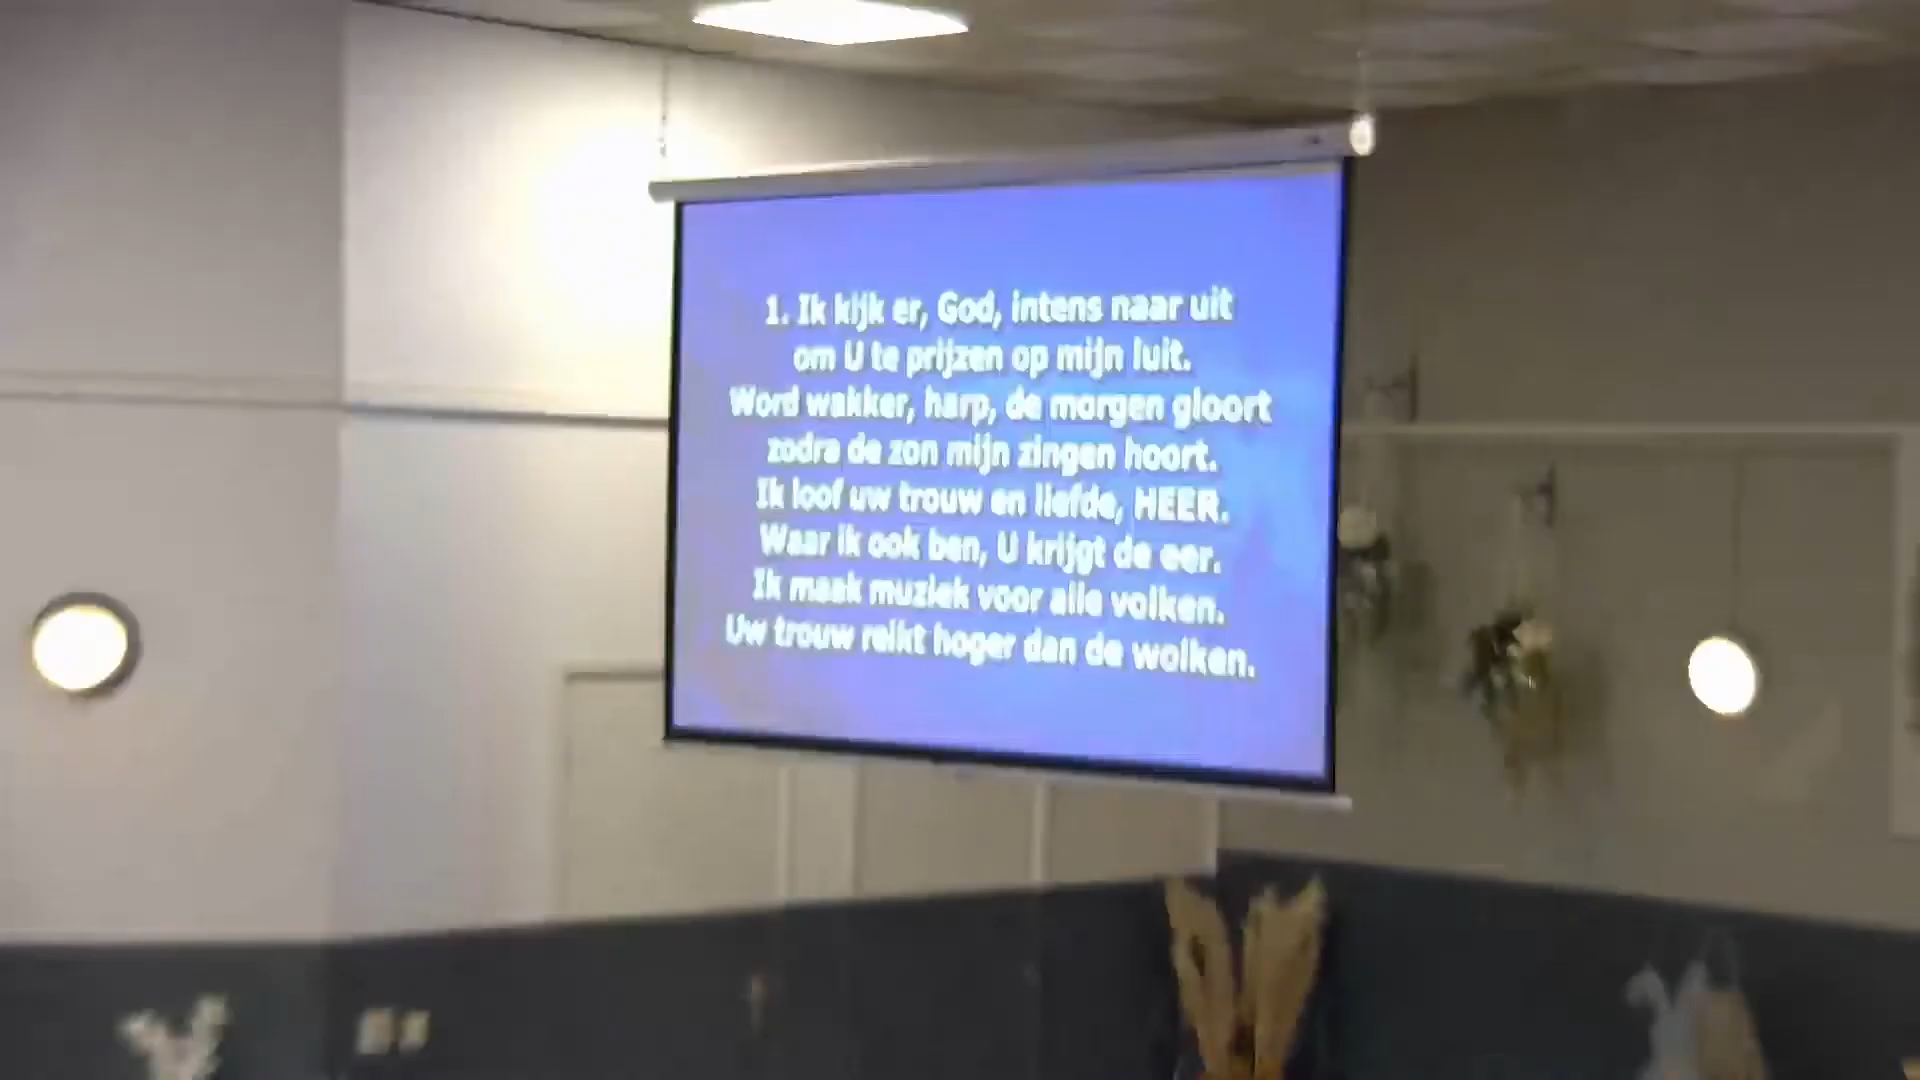 1. Ik kijk er, God, intens naar uit
om U te prijzen op mijn luit.
Word wakker, harp, de morgen gloort
zodra de zon mijn zingen hoort.
Ik loof uw trouw en liefde, HEER.
Waar ik ook ben, U krijgt de eer.
Ik maak muziek voor alle volken.
Uw trouw reikt hoger dan de wolken.